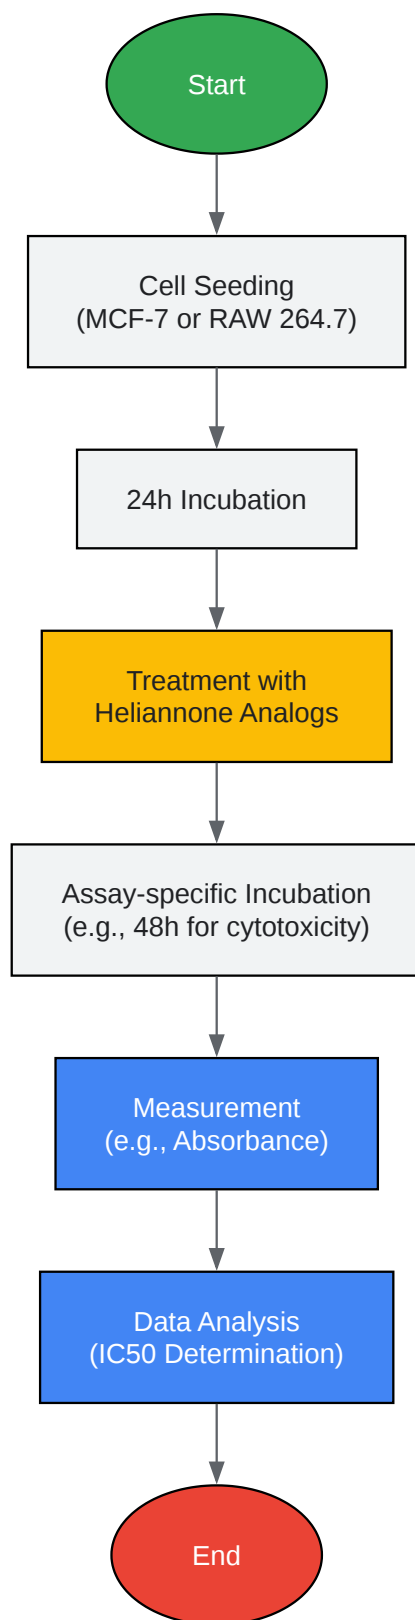 Start
Cell Seeding
(MCF-7 or RAW 264.7)
24h Incubation
Treatment with
Heliannone Analogs
Assay-specific Incubation
(e.g., 48h for cytotoxicity)
Measurement
(e.g., Absorbance)
Data Analysis
(IC50 Determination)
End